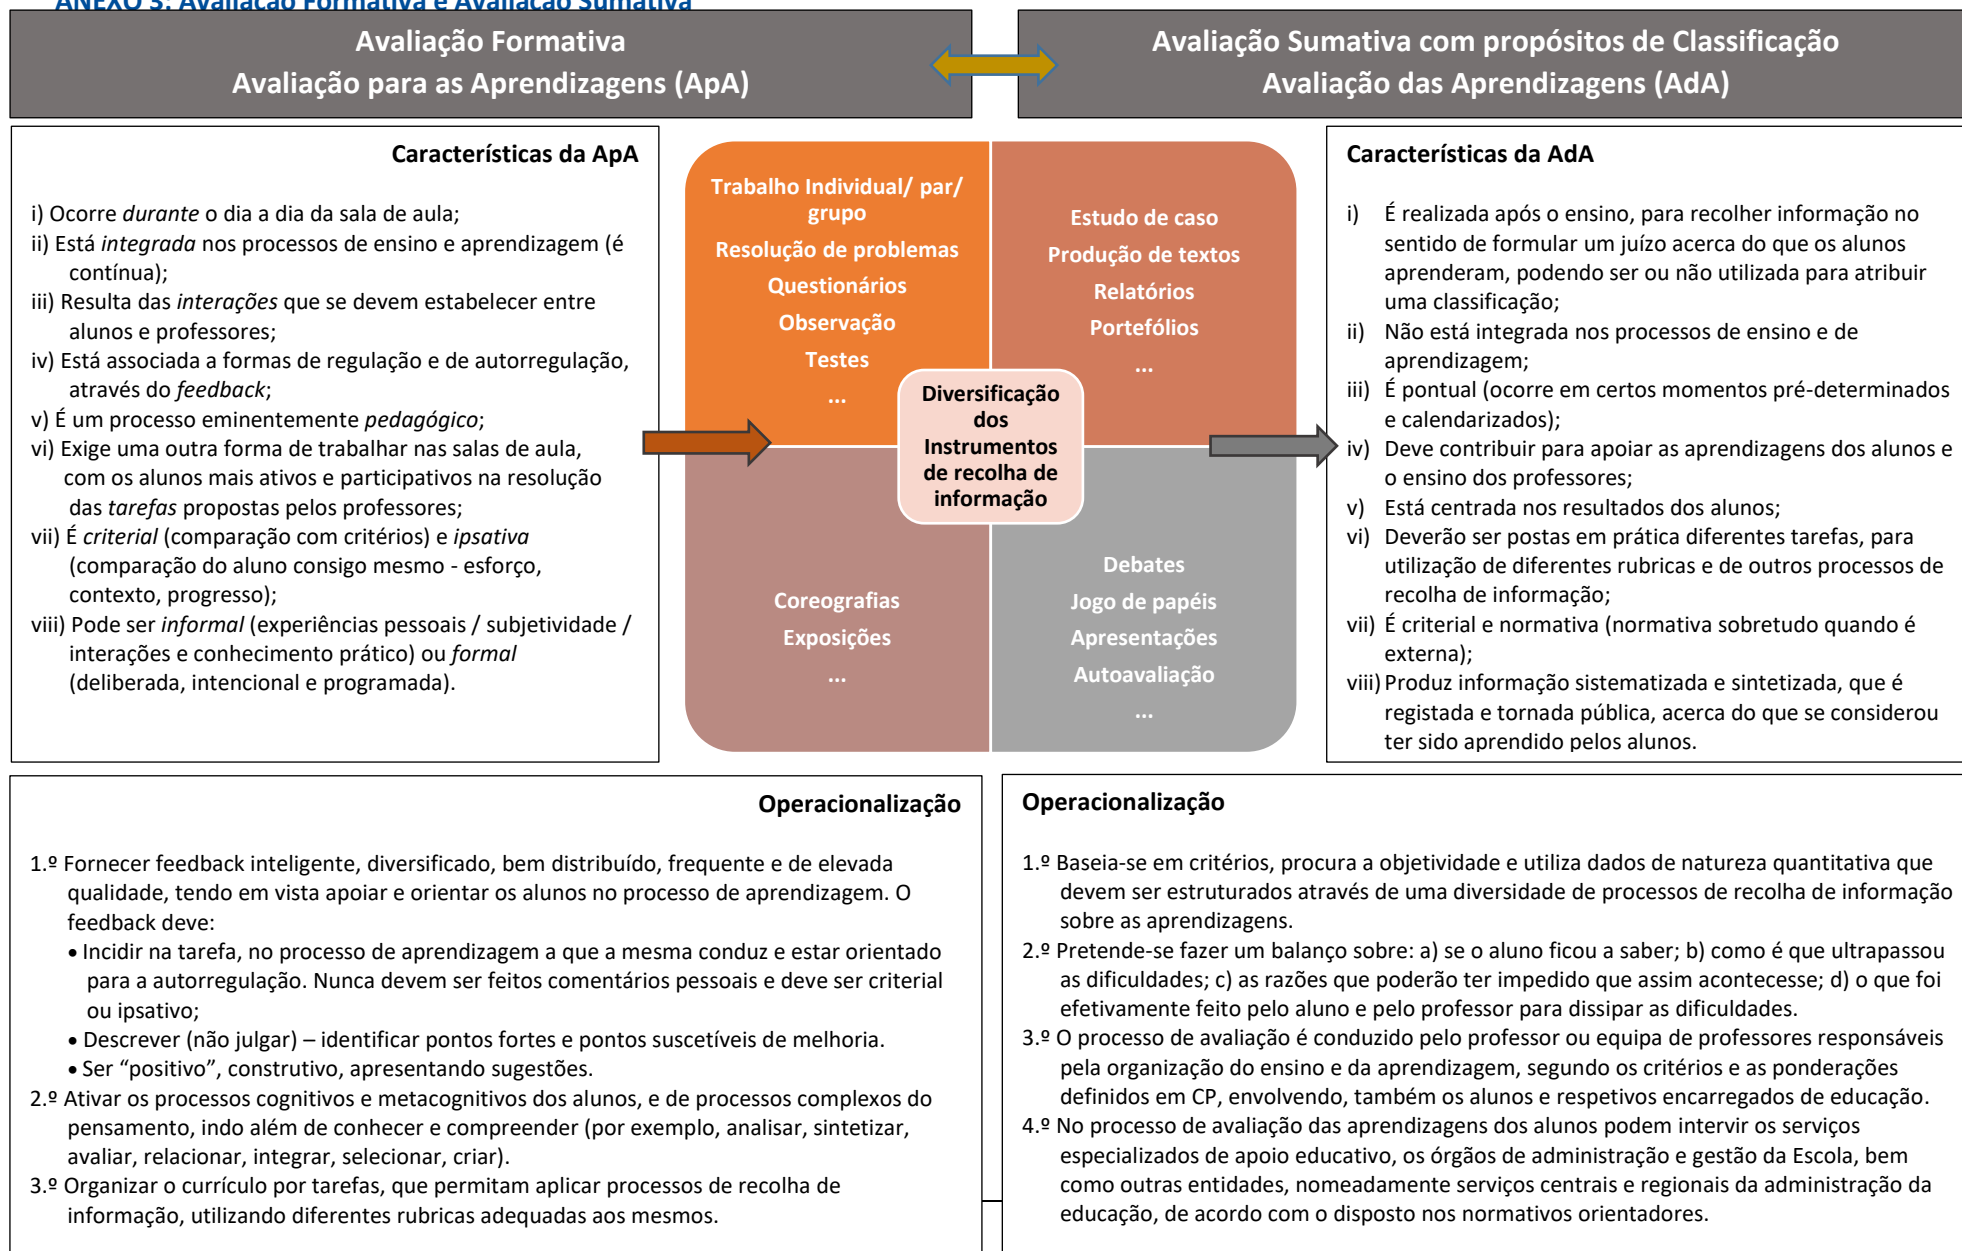 ANEXO 3: Avaliação Formativa e Avaliação Sumativa
Avaliação Formativa
Avaliação para as Aprendizagens (ApA)
Avaliação Sumativa com propósitos de Classificação
Avaliação das Aprendizagens (AdA)
Características da ApA
i) Ocorre durante o dia a dia da sala de aula;
ii) Está integrada nos processos de ensino e aprendizagem (é
contínua);
iii) Resulta das interações que se devem estabelecer entre
alunos e professores;
iv) Está associada a formas de regulação e de autorregulação,
através do feedback;
v) É um processo eminentemente pedagógico;
vi) Exige uma outra forma de trabalhar nas salas de aula,
com os alunos mais ativos e participativos na resolução
das tarefas propostas pelos professores;
vii) É criterial (comparação com critérios) e ipsativa
(comparação do aluno consigo mesmo - esforço,
contexto, progresso);
viii) Pode ser informal (experiências pessoais / subjetividade /
interações e conhecimento prático) ou formal
(deliberada, intencional e programada).
Trabalho Individual/ par/
grupo
Resolução de problemas
Questionários
Observação
Testes
...
Estudo de caso
Produção de textos
Relatórios
Portefólios
...
Diversificação
dos
Instrumentos
de recolha de
informação
Coreografias
Exposições
...
Debates
Jogo de papéis
Apresentações
Autoavaliação
...
Características da AdA
i) É realizada após o ensino, para recolher informação no
sentido de formular um juízo acerca do que os alunos
aprenderam, podendo ser ou não utilizada para atribuir
uma classificação;
ii) Não está integrada nos processos de ensino e de
aprendizagem;
iii) É pontual (ocorre em certos momentos pré-determinados
e calendarizados);
iv) Deve contribuir para apoiar as aprendizagens dos alunos e
o ensino dos professores;
v) Está centrada nos resultados dos alunos;
vi) Deverão ser postas em prática diferentes tarefas, para
utilização de diferentes rubricas e de outros processos de
recolha de informação;
vii) É criterial e normativa (normativa sobretudo quando é
externa);
viii) Produz informação sistematizada e sintetizada, que é
registada e tornada pública, acerca do que se considerou
ter sido aprendido pelos alunos.
Operacionalização
1.º Fornecer feedback inteligente, diversificado, bem distribuído, frequente e de elevada
qualidade, tendo em vista apoiar e orientar os alunos no processo de aprendizagem. O
feedback deve:
• Incidir na tarefa, no processo de aprendizagem a que a mesma conduz e estar orientado
para a autorregulação. Nunca devem ser feitos comentários pessoais e deve ser criterial
ou ipsativo;
• Descrever (não julgar) – identificar pontos fortes e pontos suscetíveis de melhoria.
• Ser “positivo”, construtivo, apresentando sugestões.
2.º Ativar os processos cognitivos e metacognitivos dos alunos, e de processos complexos do
pensamento, indo além de conhecer e compreender (por exemplo, analisar, sintetizar,
avaliar, relacionar, integrar, selecionar, criar).
3.º Organizar o currículo por tarefas, que permitam aplicar processos de recolha de
informação, utilizando diferentes rubricas adequadas aos mesmos.
Operacionalização
1.º Baseia-se em critérios, procura a objetividade e utiliza dados de natureza quantitativa que
devem ser estruturados através de uma diversidade de processos de recolha de informação
sobre as aprendizagens.
2.º Pretende-se fazer um balanço sobre: a) se o aluno ficou a saber; b) como é que ultrapassou
as dificuldades; c) as razões que poderão ter impedido que assim acontecesse; d) o que foi
efetivamente feito pelo aluno e pelo professor para dissipar as dificuldades.
3.º O processo de avaliação é conduzido pelo professor ou equipa de professores responsáveis
pela organização do ensino e da aprendizagem, segundo os critérios e as ponderações
definidos em CP, envolvendo, também os alunos e respetivos encarregados de educação.
4.º No processo de avaliação das aprendizagens dos alunos podem intervir os serviços
especializados de apoio educativo, os órgãos de administração e gestão da Escola, bem
como outras entidades, nomeadamente serviços centrais e regionais da administração da
educação, de acordo com o disposto nos normativos orientadores.